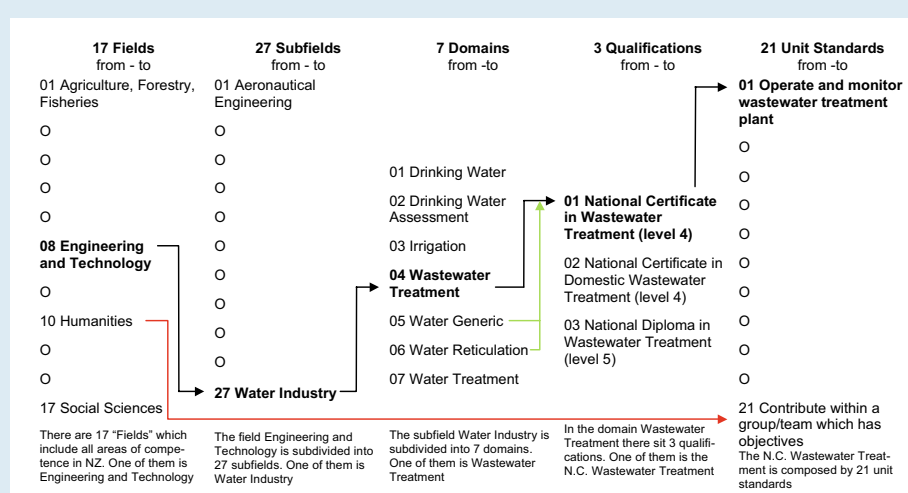 17 Fields
from - to
01 Agriculture, Forestry,
Fisheries
O
O
O
O
08 Engineering
and Technology
O
10 Humanities
O
O
17 Social Sciences
There are 17 “Fields” which
include all areas of compe-
tence in NZ. One of them is
Engineering and Technology
27 Subfields
from - to
01 Aeronautical
Engineering
O
O
O
O
O
O
O
O
O
27 Water Industry
The field Engineering and
Technology is subdivided into
27 subfields. One of them is
Water Industry
7 Domains
from -to
01 Drinking Water
02 Drinking Water
Assessment
03 Irrigation
04 Wastewater
Treatment
05 Water Generic
06 Water Reticulation
07 Water Treatment
The subfield Water Industry is
subdivided into 7 domains.
One of them is Wastewater
Treatment
3 Qualifications
from - to
01 National Certificate
in Wastewater
Treatment (level 4)
02 National Certificate in
Domestic Wastewater
Treatment (level 4)
03 National Diploma in
Wastewater Treatment
(level 5)
In the domain Wastewater
Treatment there sit 3 qualifi-
cations. One of them is the
N.C. Wastewater Treatment
21 Unit Standards
from -to
01 Operate and monitor
wastewater treatment
plant
O
O
O
O
O
O
O
O
O
21 Contribute within a
group/team which has
objectives
The N.C. Wastewater Treat-
ment is composed by 21 unit
standards